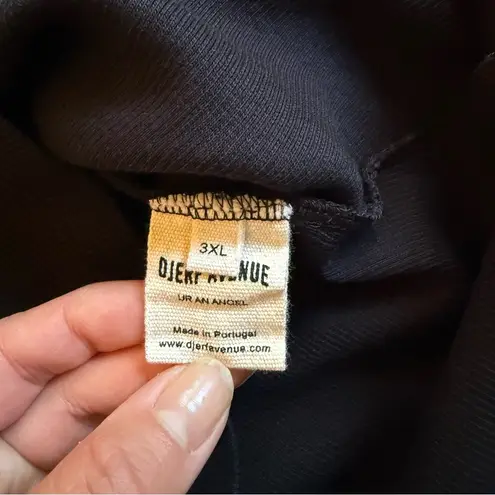 3XL
DJERF AVENUE
UR AN ANGEL
Made in Portugal
www.djerfavenue.com